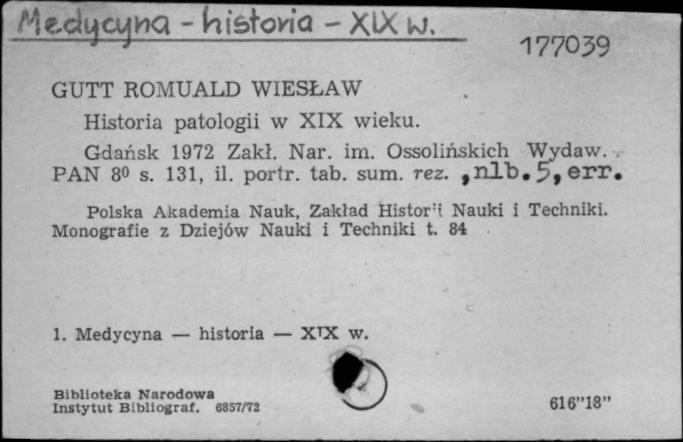 Medycyna - historia - XIX w.
177039
GUTT ROMUALD WIESŁAW
Historia patologii w XIX wieku.
Gdańsk 1972 Zakł. Nar. im. Ossolińskich Wydaw.
PAN 8⁰ s. 131, il. portr. tab. sum. rez. ,nlb.5,err.
Polska Akademia Nauk, Zakład Historii Nauki i Techniki.
Monografie z Dziejów Nauki i Techniki t. 84
1. Medycyna — historia — XIX w.
Biblioteka Narodowa
Instytut Bibliograf. 6857/72
616"18"